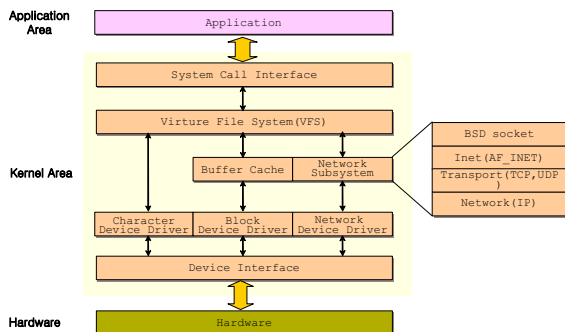 Application
Area
Application
System Call Interface
Virture File System(VFS)
Kernel Area
Buffer Cache
Network
Subsystem
BSD socket
Inet(AF_INET)
Transport(TCP,UDP
)
Network(IP)
Character
Device Driver
Block
Device Driver
Network
Device Driver
Device Interface
Hardware
Hardware